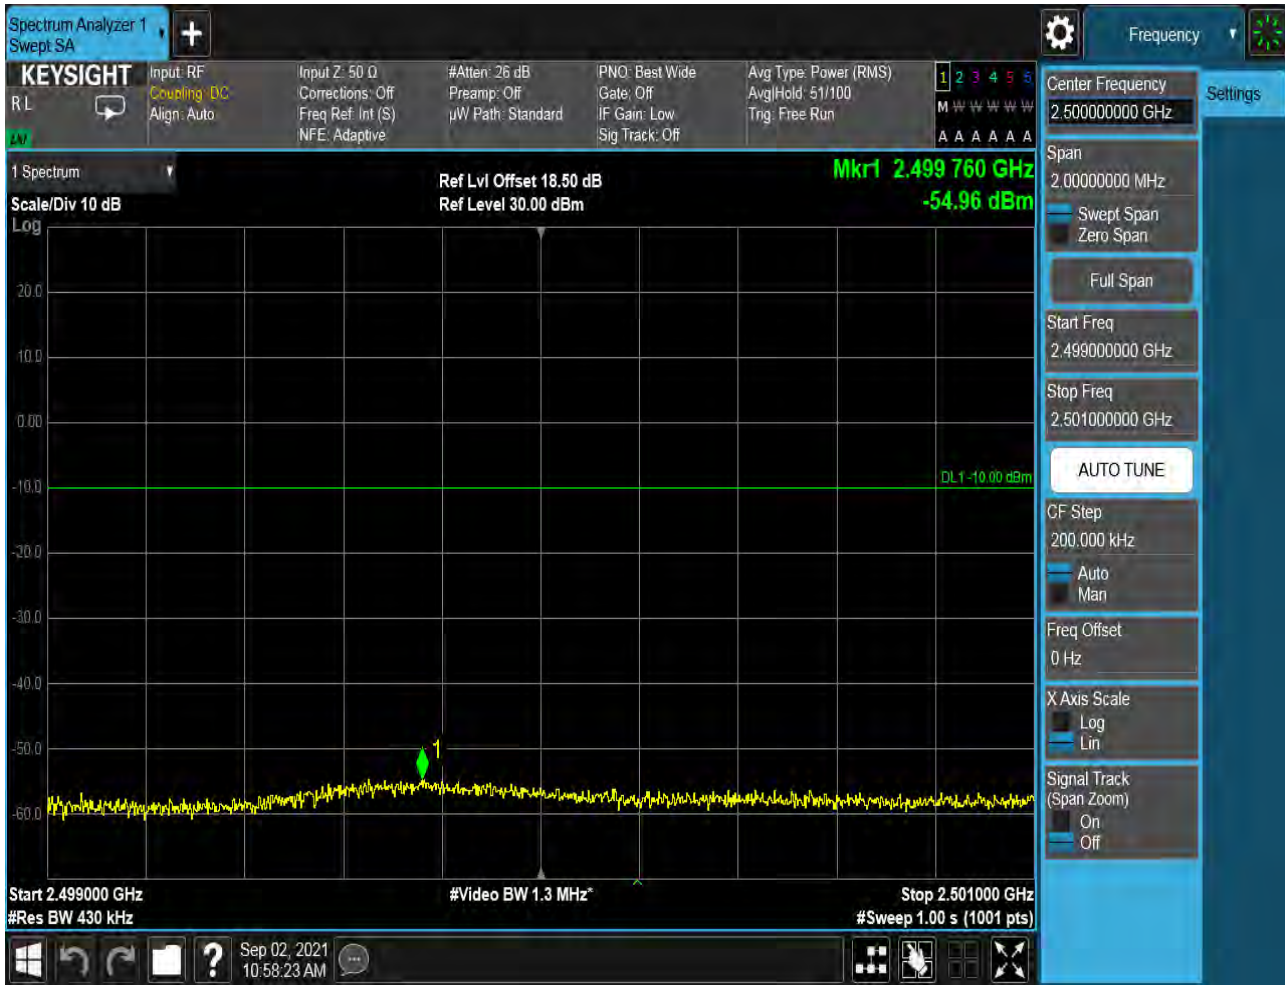 Spectrum Analyzer 1
Swept SA
Frequency
KEYSIGHT
R L
Input: RF
Coupling: DC
Align: Auto
Input Z: 50 Ω
Corrections: Off
Freq Ref: Int (S)
NFE: Adaptive
#Atten: 26 dB
Preamp: Off
µW Path: Standard
PNO: Best Wide
Gate: Off
IF Gain: Low
Sig Track: Off
Avg Type: Power (RMS)
Avg|Hold: 51/100
Trig: Free Run
1 2 3 4 5 6
M W W W W W
A A A A A A
1 Spectrum
Scale/Div 10 dB
Log
Ref Lvl Offset 18.50 dB
Ref Level 30.00 dBm
Mkr1 2.499 760 GHz
-54.96 dBm
20.0
10.0
0.00
-10.0
-20.0
-30.0
-40.0
-50.0
-60.0
DL1 -10.00 dBm
1
Start 2.499000 GHz
#Res BW 430 kHz
#Video BW 1.3 MHz*
Stop 2.501000 GHz
#Sweep 1.00 s (1001 pts)
Sep 02, 2021
10:58:23 AM
Center Frequency
2.500000000 GHz
Settings
Span
2.00000000 MHz
Swept Span
Zero Span
Full Span
Start Freq
2.499000000 GHz
Stop Freq
2.501000000 GHz
AUTO TUNE
CF Step
200.000 kHz
Auto
Man
Freq Offset
0 Hz
X Axis Scale
Log
Lin
Signal Track
(Span Zoom)
On
Off